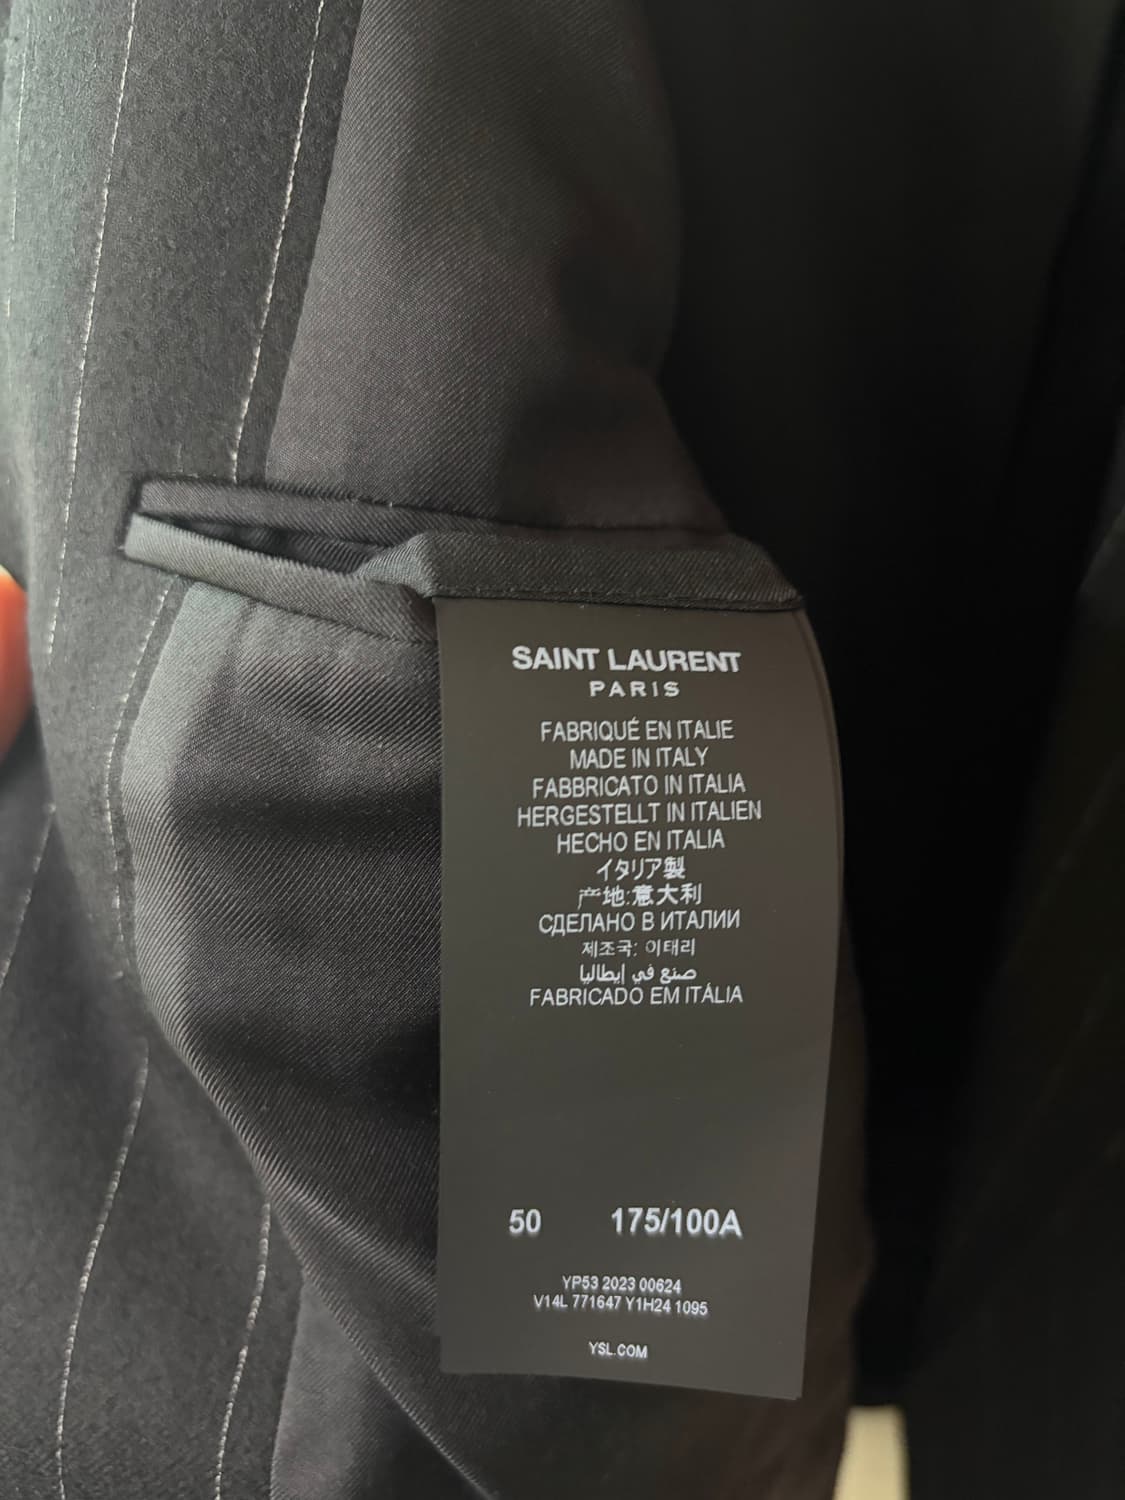 SAINT LAURENT
PARIS
FABRIQUÉ EN ITALIE
MADE IN ITALY
FABBRICATO IN ITALIA
HERGESTELLT IN ITALIEN
HECHO EN ITALIA
イタリア製
产地:意大利
СДЕЛАНО В ИТАЛИИ
제조국: 이태리
صنع في إيطاليا
FABRICADO EM ITÁLIA
50 175/100A
YP53 2023 00624
V14L 771647 Y1H24 1095
YSL.COM